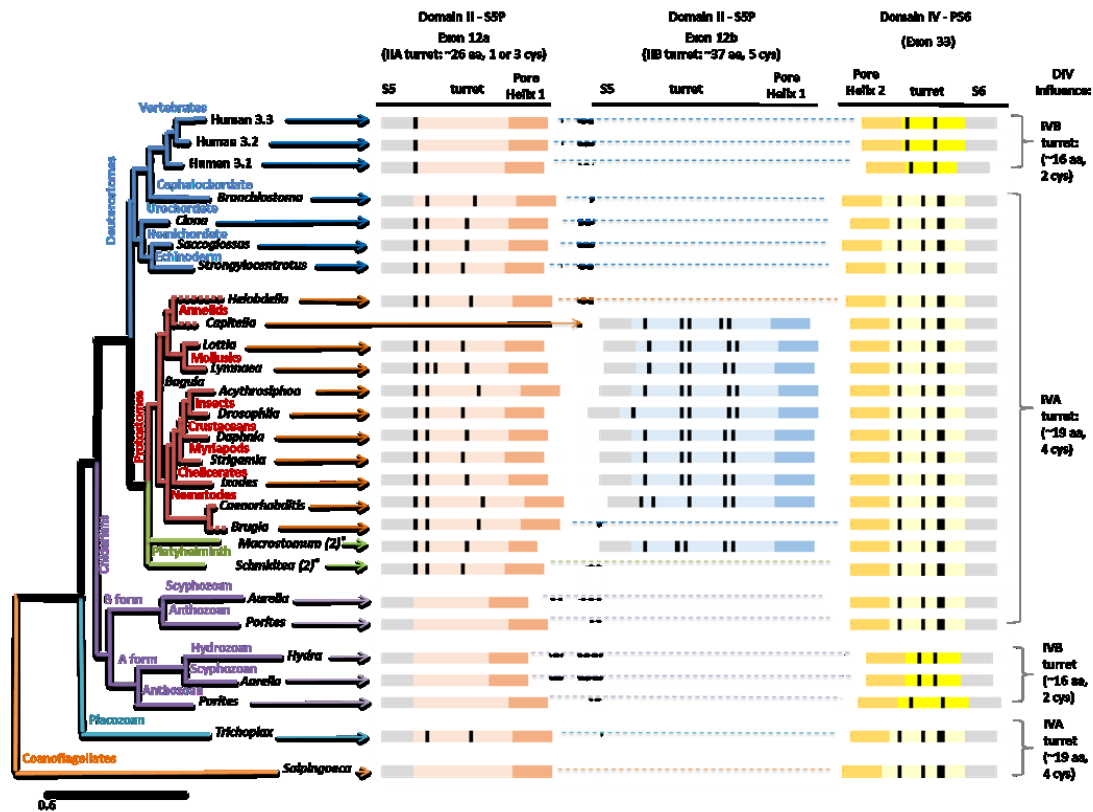 Domain II - S5P
Exon 12a
(IIA turret: ~26 aa, 1 or 3 cys)
Domain II - S5P
Exon 12b
(IIB turret: ~37 aa, 5 cys)
Domain IV - PS6
(Exon 33)
DIV
Influence:
S5
turret
Pore
Helix 1
S5
turret
Pore
Helix 1
Pore
Helix 2
turret
S6
Vertebrates
Human 3.3
Human 3.2
Human 3.1
Cephalochordate
Branchiostoma
Urochordate
Ciona
Hemichordate
Saccoglossus
Echinoderm
Strongylocentrotus
Deuterostomes
Helobdella
Annelids
Capitella
Lottia
Mollusks
Lymnaea
Acythrosiphon
Insects
Drosophila
Crustaceans
Daphnia
Myriapods
Strigamia
Chelicerates
Ixodes
Nematodes
Caenorhabditis
Brugia
Protostomes
Macrostomum (2)*
Platyhelminth
Schmidtea (2)*
Cnidarians
Scyphozoan
B form
Aurelia
Anthozoan
Porites
Hydrozoan
Hydra
A form
Scyphozoan
Aurelia
Anthozoan
Porites
Placozoan
Trichoplax
Coanoflagellates
Salpingoeca
0.6
IVB
turret:
(~16 aa,
2 cys)
IVA
turret:
(~19 aa,
4 cys)
IVB
turret
(~16 aa,
2 cys)
IVA
turret
(~19 aa,
4 cys)